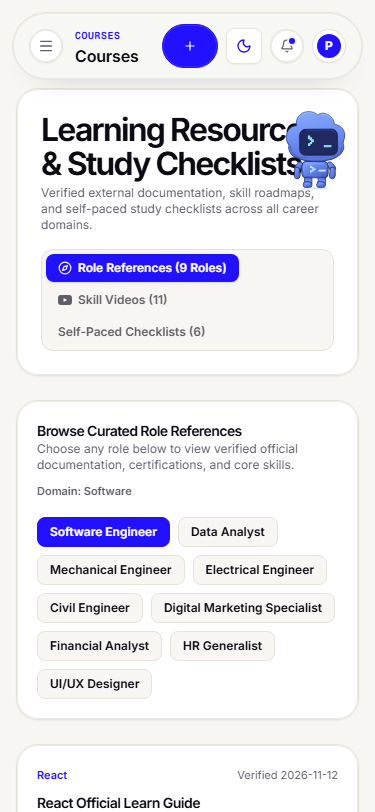 COURSES
Courses
P
Learning Resource
& Study Checklists
Verified external documentation, skill roadmaps,
and self-paced study checklists across all career
domains.
Role References (9 Roles)
Skill Videos (11)
Self-Paced Checklists (6)
Browse Curated Role References
Choose any role below to view verified official
documentation, certifications, and core skills.
Domain: Software
Software Engineer
Data Analyst
Mechanical Engineer
Electrical Engineer
Civil Engineer
Digital Marketing Specialist
Financial Analyst
HR Generalist
UI/UX Designer
React
Verified 2026-11-12
React Official Learn Guide